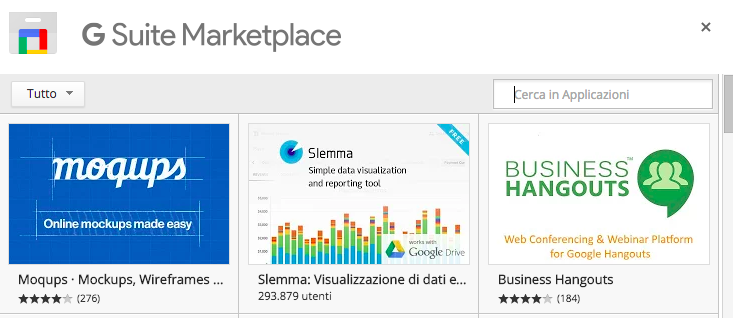 G Suite Marketplace
×
Tutto
Cerca in Applicazioni
moqups
Online mockups made easy
FREE
Slemma
Simple data visualization
and reporting tool
works with
Google Drive
BUSINESS™
HANGOUTS
Web Conferencing & Webinar Platform
for Google Hangouts
Moqups · Mockups, Wireframes ...
(276)
Slemma: Visualizzazione di dati e...
293.879 utenti
Business Hangouts
(184)